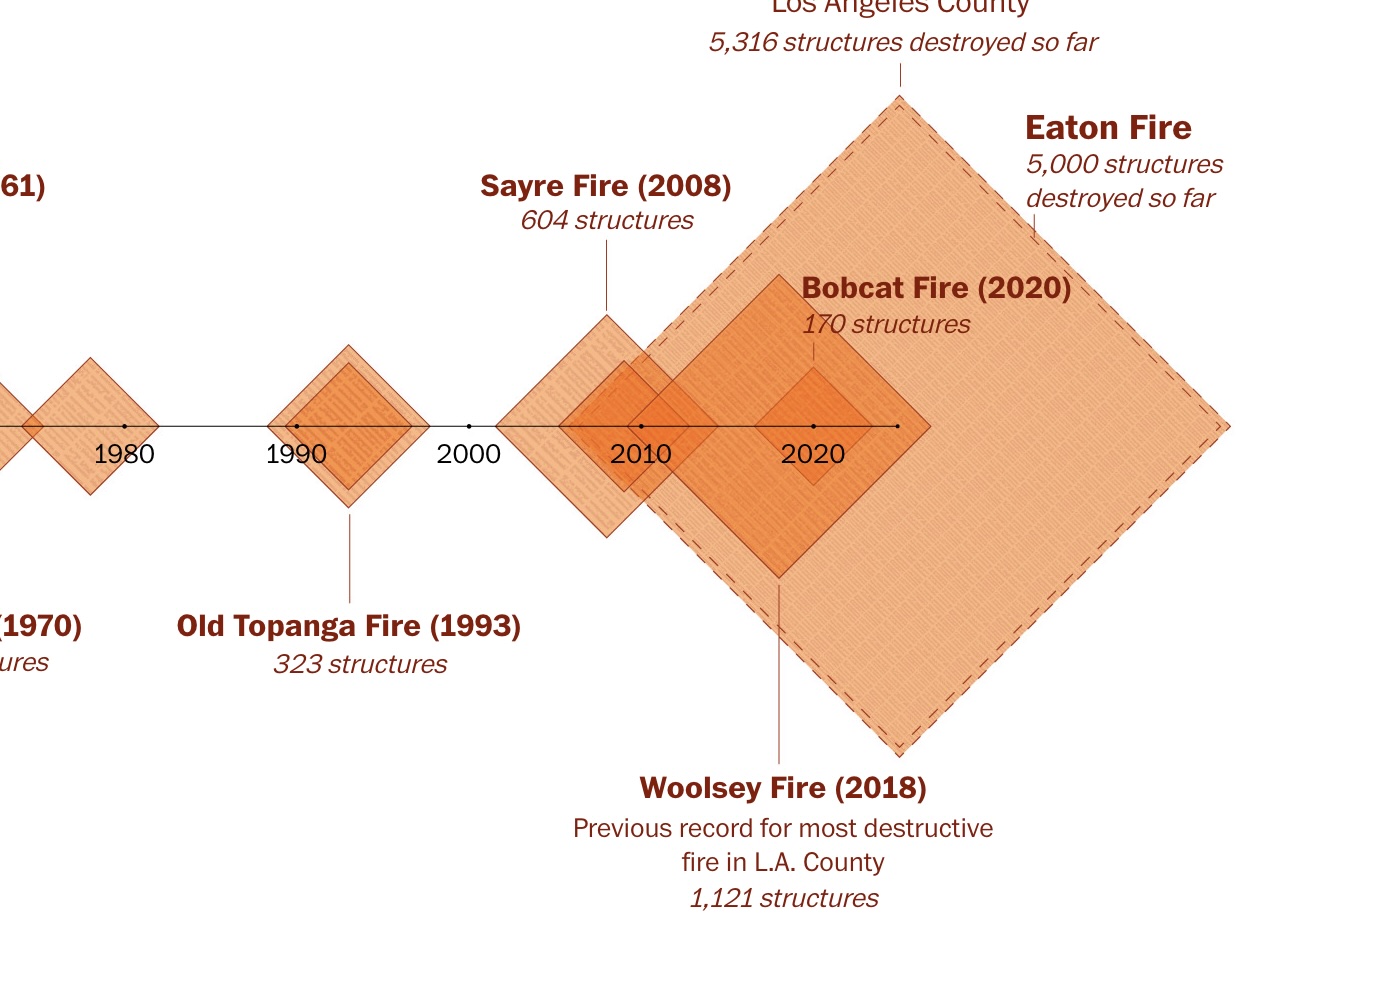 Los Angeles County
5,316 structures destroyed so far
Eaton Fire
5,000 structures
destroyed so far
61)
Sayre Fire (2008)
604 structures
Bobcat Fire (2020)
170 structures
1980
1990
2000
2010
2020
(1970)
ures
Old Topanga Fire (1993)
323 structures
Woolsey Fire (2018)
Previous record for most destructive
fire in L.A. County
1,121 structures